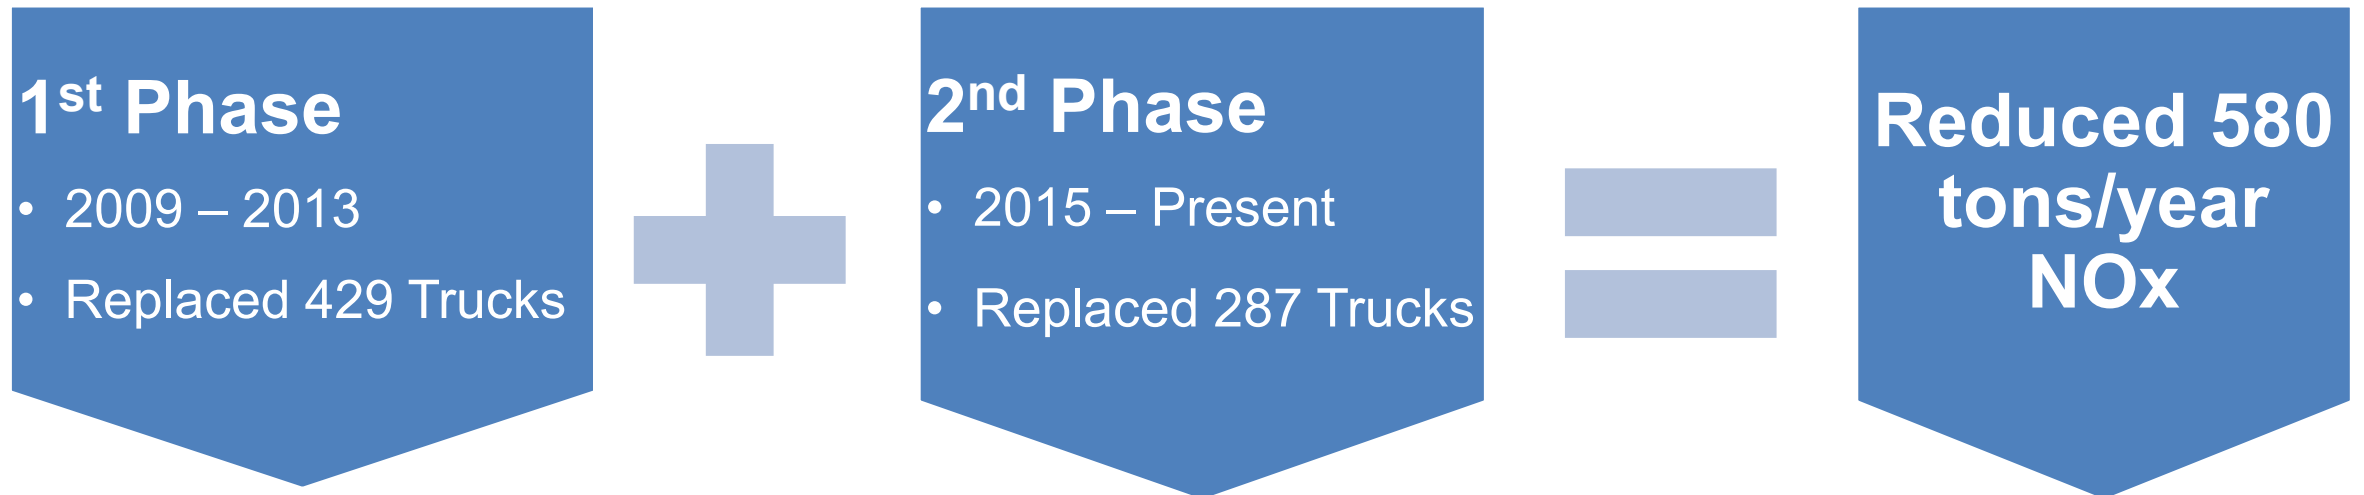 1st Phase
• 2009 – 2013
• Replaced 429 Trucks
2nd Phase
• 2015 – Present
• Replaced 287 Trucks
Reduced 580
tons/year
NOx